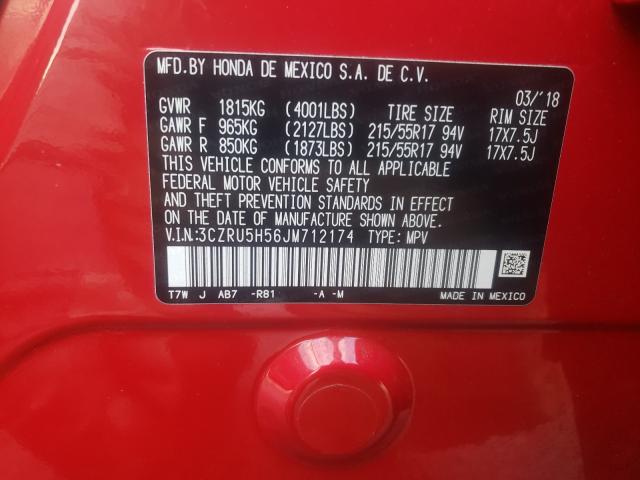 MFD.BY HONDA DE MEXICO S.A. DE C.V.
03/'18
GVWR 1815KG (4001LBS) TIRE SIZE RIM SIZE
GAWR F 965KG (2127LBS) 215/55R17 94V 17X7.5J
GAWR R 850KG (1873LBS) 215/55R17 94V 17X7.5J
THIS VEHICLE CONFORMS TO ALL APPLICABLE
FEDERAL MOTOR VEHICLE SAFETY
AND THEFT PREVENTION STANDARDS IN
EFFECT ON THE DATE OF MANUFACTURE SHOWN ABOVE.
V.I.N:3CZRU5H56JM712174 TYPE: MPV
T7W J AB7 -R81 -A -M MADE IN MEXICO